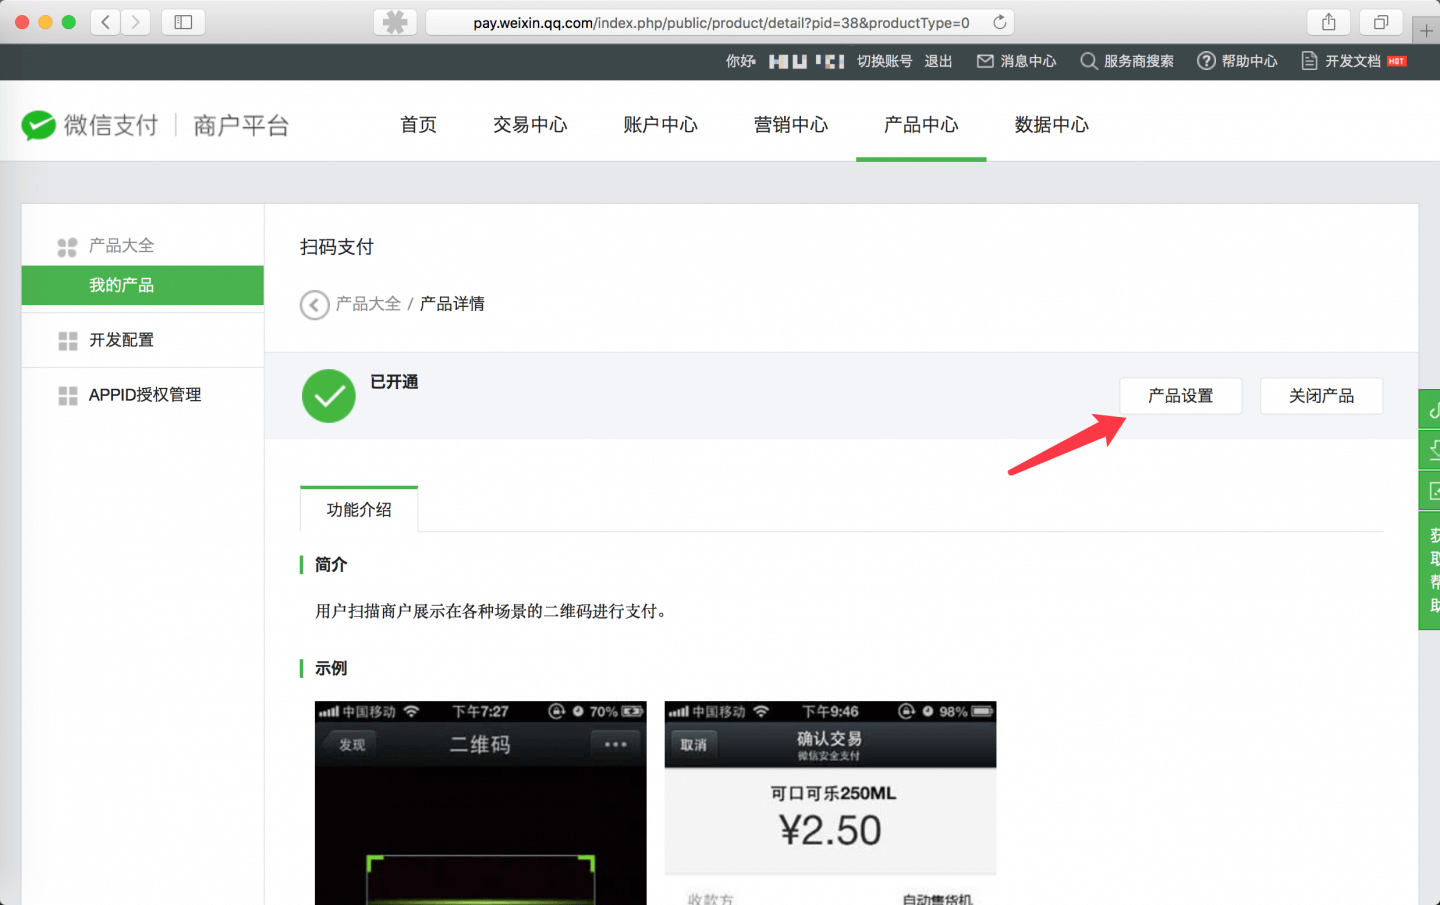 pay.weixin.qq.com/index.php/public/product/detail?pid=38&productType=0
你好 切换账号 退出 消息中心 服务商搜索 帮助中心 开发文档 HOT
微信支付 商户平台 首页 交易中心 账户中心 营销中心 产品中心 数据中心
产品大全
我的产品
开发配置
APPID授权管理
扫码支付
产品大全 / 产品详情
已开通
产品设置 关闭产品
功能介绍
简介
用户扫描商户展示在各种场景的二维码进行支付。
示例
中国移动 下午7:27 70%
发现 二维码
中国移动 下午9:46 98%
取消 确认交易
微信安全支付
可口可乐250ML
¥2.50
收款方 自动售货机
获
取
帮
助